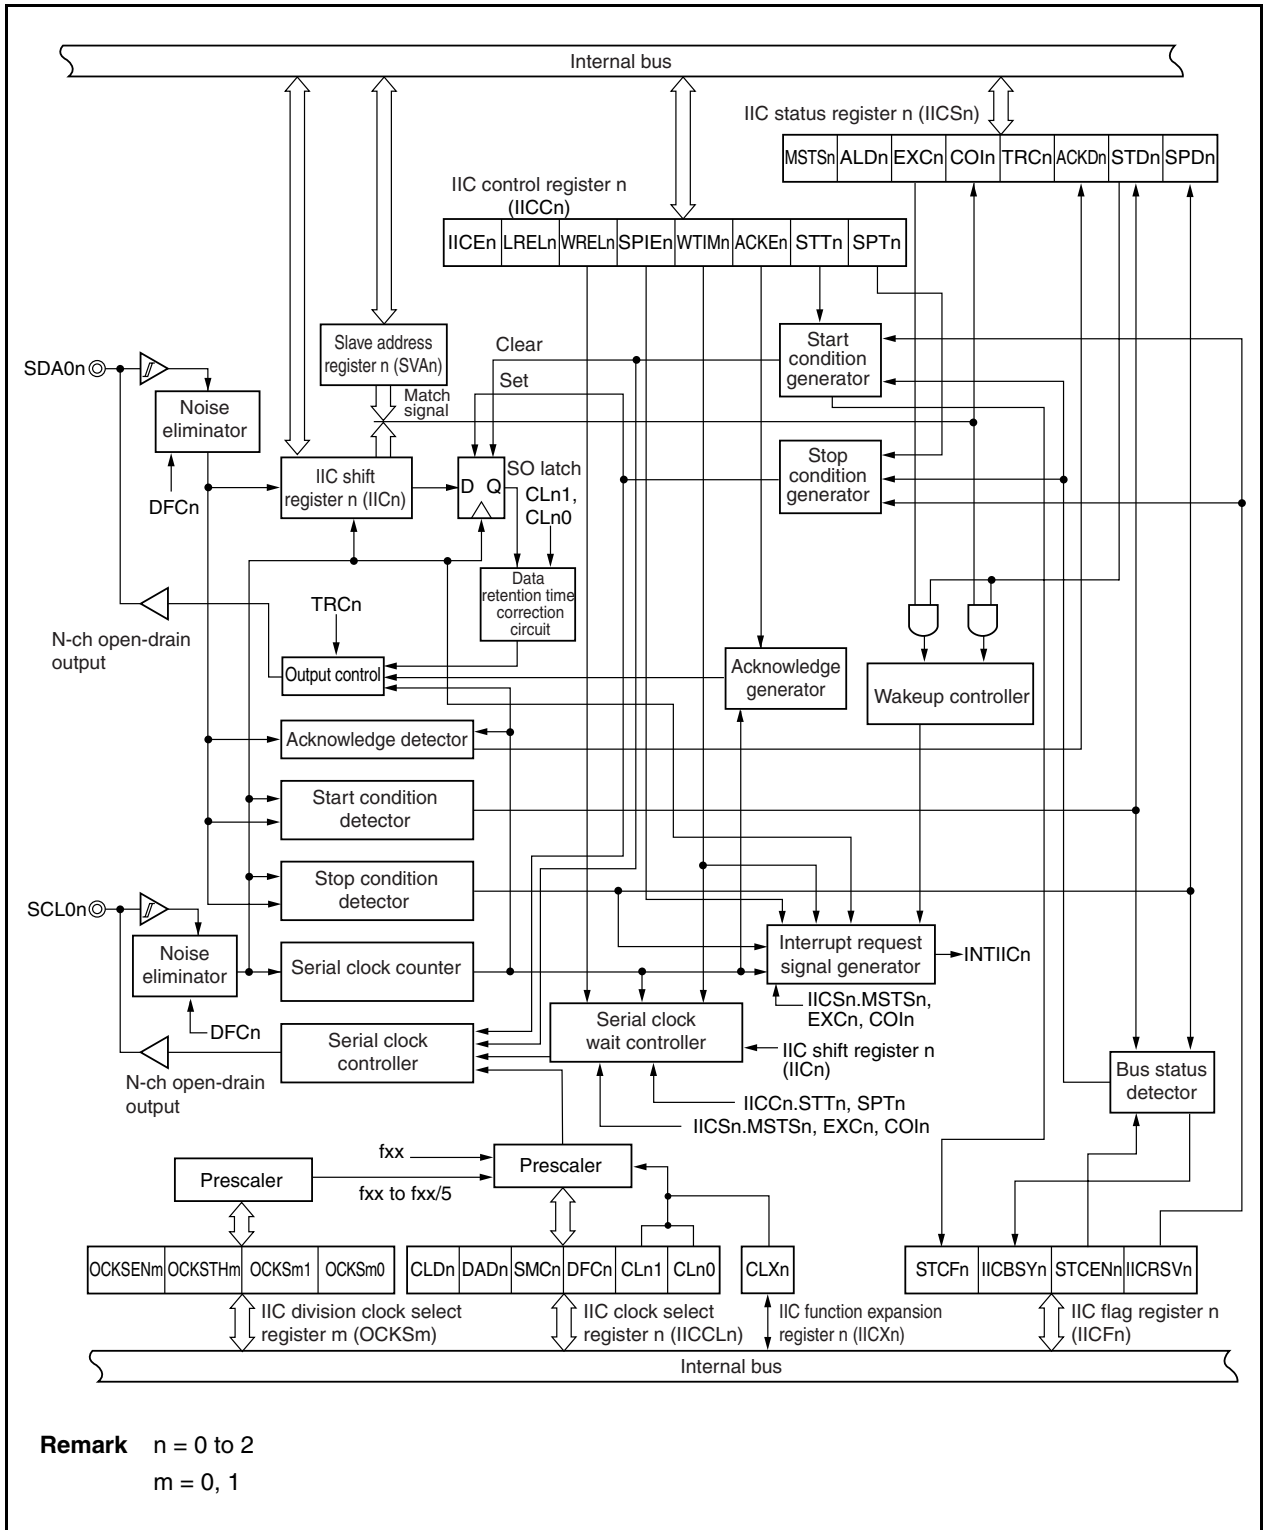 Internal bus
IIC status register n (IICSn)
MSTSn ALDn EXCn COIn TRCn ACKDn STDn SPDn
IIC control register n
(IICCn)
IICEn LRELn WRELn SPIEn WTIMn ACKEn STTn SPTn
Slave address
register n (SVAn)
Clear
Set
Match
signal
Start
condition
generator
SDA0n
Noise
eliminator
DFCn
IIC shift
register n (IICn)
D Q
SO latch
CLn1,
CLn0
Stop
condition
generator
Data
retention time
correction
circuit
TRCn
N-ch open-drain
output
Output control
Acknowledge
generator
Wakeup controller
Acknowledge detector
Start condition
detector
Stop condition
detector
SCL0n
Noise
eliminator
DFCn
Serial clock counter
Interrupt request
signal generator
INTIICn
IICSn.MSTSn,
EXCn, COIn
Serial clock
controller
Serial clock
wait controller
IIC shift register n
(IICn)
N-ch open-drain
output
IICCn.STTn, SPTn
IICSn.MSTSn, EXCn, COIn
Bus status
detector
Prescaler
fxx
fxx to fxx/5
Prescaler
OCKSENm OCKSTHm OCKSm1 OCKSm0
CLDn DADn SMCn DFCn CLn1 CLn0
CLXn
STCFn IICBSYn STCENn IICRSVn
IIC division clock select
register m (OCKSm)
IIC clock select
register n (IICCLn)
IIC function expansion
register n (IICXn)
IIC flag register n
(IICFn)
Internal bus
Remark n = 0 to 2
m = 0, 1